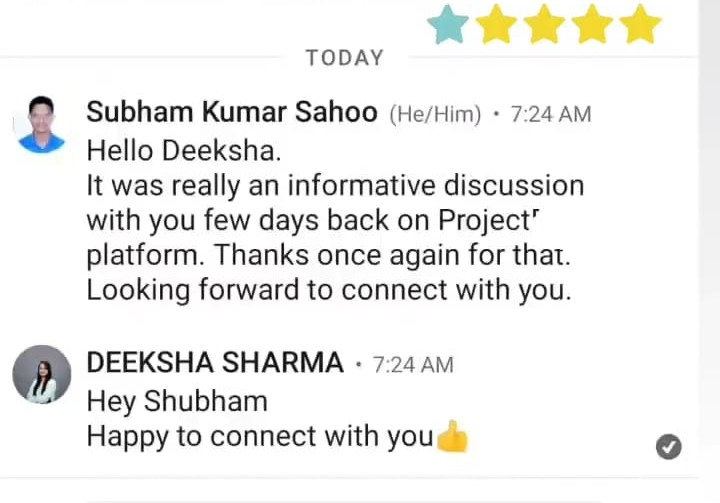 TODAY
Subham Kumar Sahoo (He/Him) • 7:24 AM
Hello Deeksha.
It was really an informative discussion
with you few days back on Project
platform. Thanks once again for that.
Looking forward to connect with you.
DEEKSHA SHARMA • 7:24 AM
Hey Shubham
Happy to connect with you👍